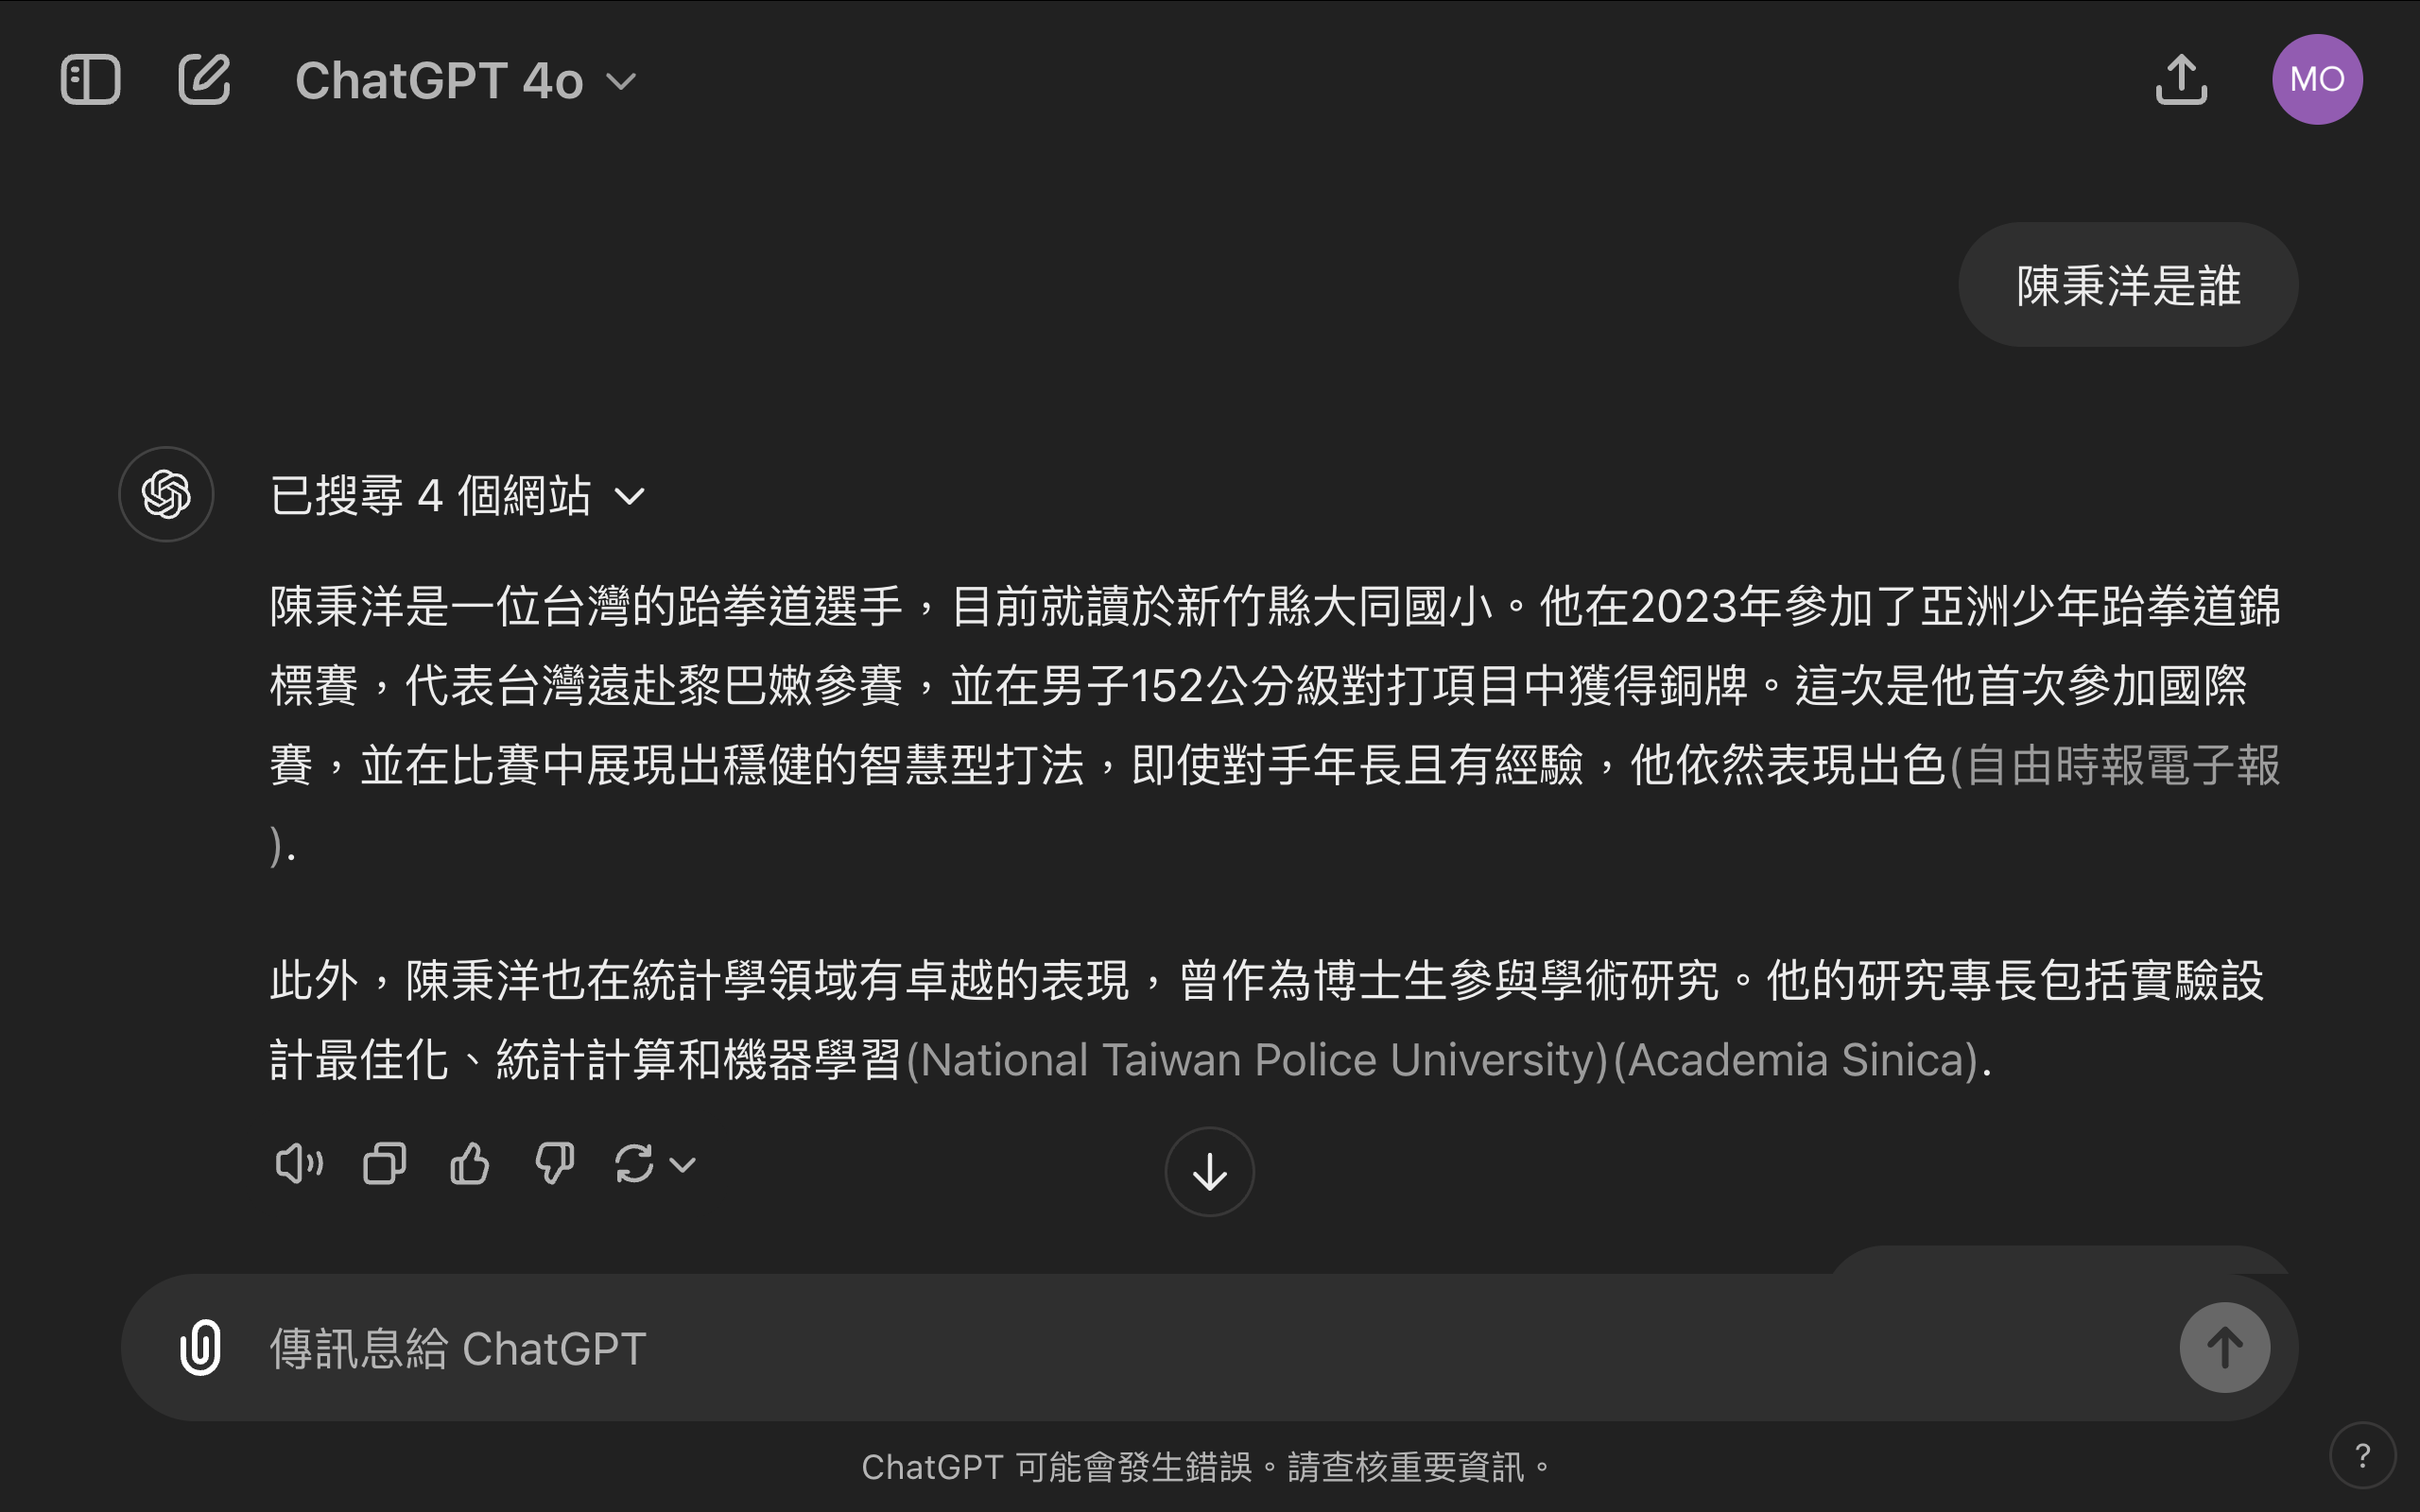 ChatGPT 4o
MO
陳秉洋是誰
已搜尋 4 個網站
陳秉洋是一位台灣的跆拳道選手，目前就讀於新竹縣大同國小。他在2023年參加了亞洲少年跆拳道錦
標賽，代表台灣遠赴黎巴嫩參賽，並在男子152公分級對打項目中獲得銅牌。這次是他首次參加國際
賽，並在比賽中展現出穩健的智慧型打法，即使對手年長且有經驗，他依然表現出色(自由時報電子報
).
此外，陳秉洋也在統計學領域有卓越的表現，曾作為博士生參與學術研究。他的研究專長包括實驗設
計最佳化、統計計算和機器學習(National Taiwan Police University)(Academia Sinica).
傳訊息給 ChatGPT
ChatGPT 可能會發生錯誤。請查核重要資訊。
?